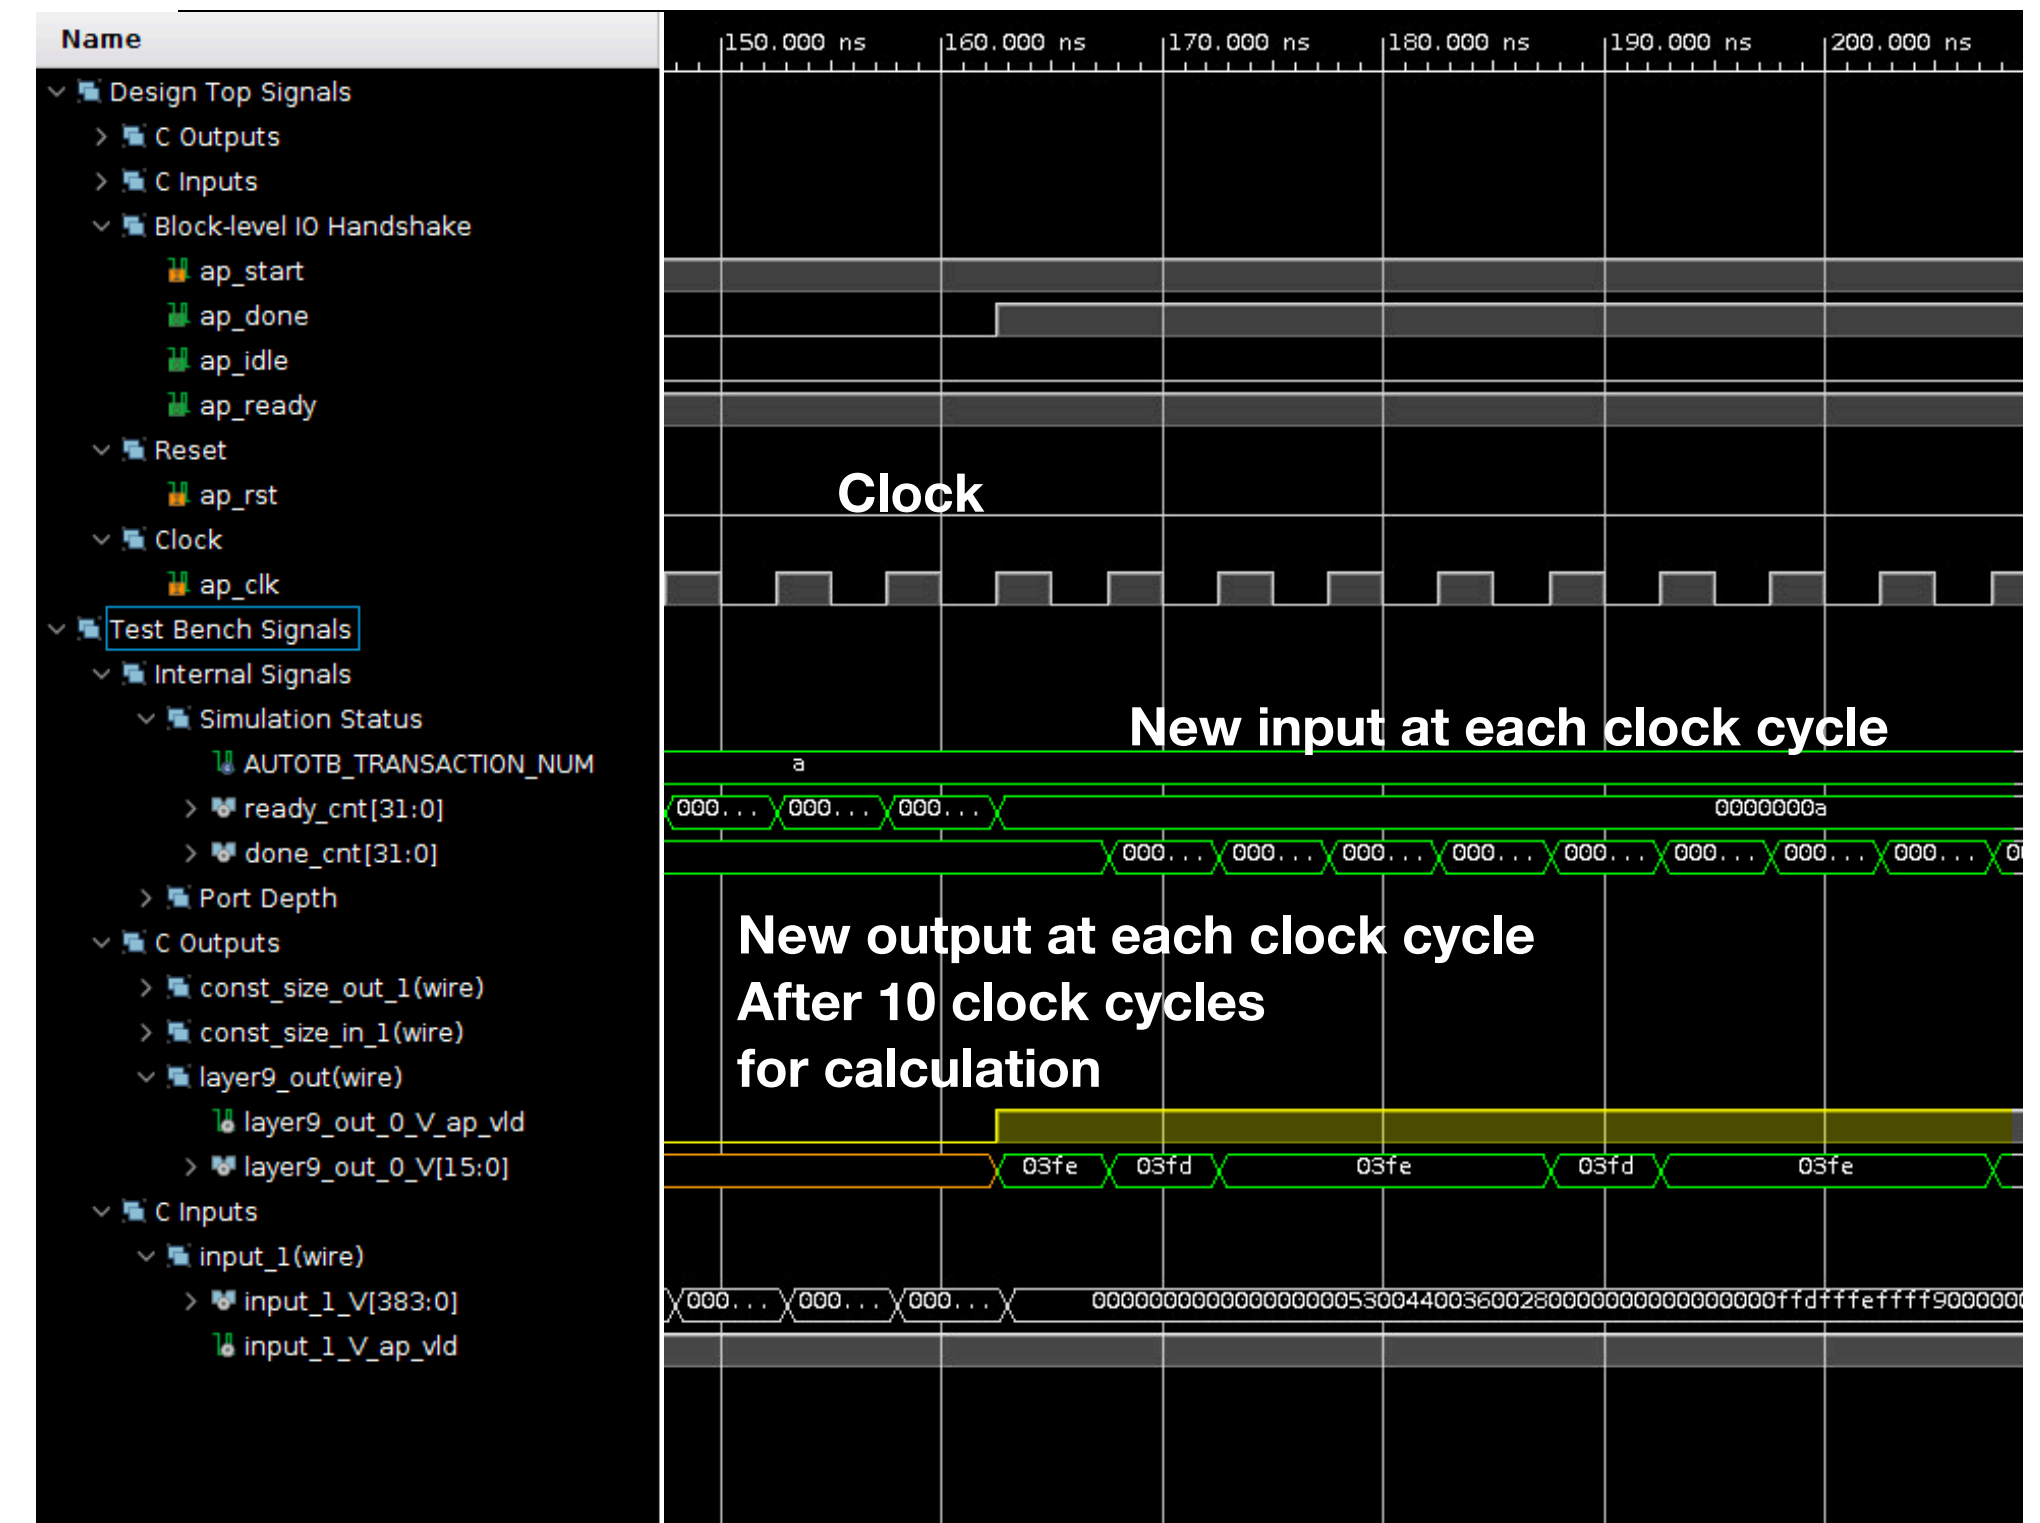 Name
150.000 ns 160.000 ns 170.000 ns 180.000 ns 190.000 ns 200.000 ns
Design Top Signals
C Outputs
C Inputs
Block-level IO Handshake
ap_start
ap_done
ap_idle
ap_ready
Reset
ap_rst
Clock
Clock
ap_clk
Test Bench Signals
Internal Signals
Simulation Status
New input at each clock cycle
AUTOTB_TRANSACTION_NUM a
ready_cnt[31:0] 000... 000... 000... 0000000a
done_cnt[31:0] 000... 000... 000... 000... 000... 000... 000... 000... 0
Port Depth
New output at each clock cycle
After 10 clock cycles
for calculation
C Outputs
const_size_out_1(wire)
const_size_in_1(wire)
layer9_out(wire)
layer9_out_0_V_ap_vld
layer9_out_0_V[15:0] 03fe 03fd 03fe 03fd 03fe
C Inputs
input_1(wire)
input_1_V[383:0] 000... 000... 000...
input_1_V_ap_vld